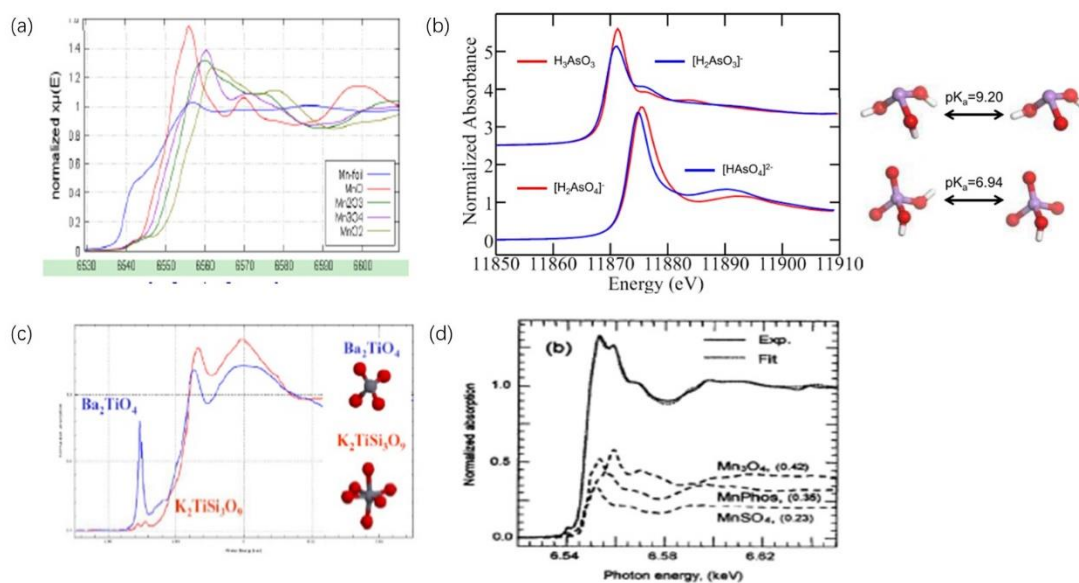 (a)
normalized xμ(E)
1.4
1.2
1
0.8
0.6
0.4
0.2
0
Mn-foil
MnO
Mn2O3
Mn3O4
MnO2
6530 6540 6550 6560 6570 6580 6590 6600
(b)
Normalized Absorbance
5
4
3
2
1
0
H₃AsO₃ [H₂AsO₃]⁻
[H₂AsO₄]⁻ [HAsO₄]²⁻
11850 11860 11870 11880 11890 11900 11910
Energy (eV)
pKₐ=9.20
pKₐ=6.94
(c)
Ba₂TiO₄
K₂TiSi₃O₉
Ba₂TiO₄
K₂TiSi₃O₉
(d)
(b)
Exp.
Fit
Normalized absorption
1.0
0.5
0.0
Mn₃O₄, (0.42)
MnPhos, (0.35)
MnSO₄, (0.23)
6.54 6.58 6.62
Photon energy, (keV)